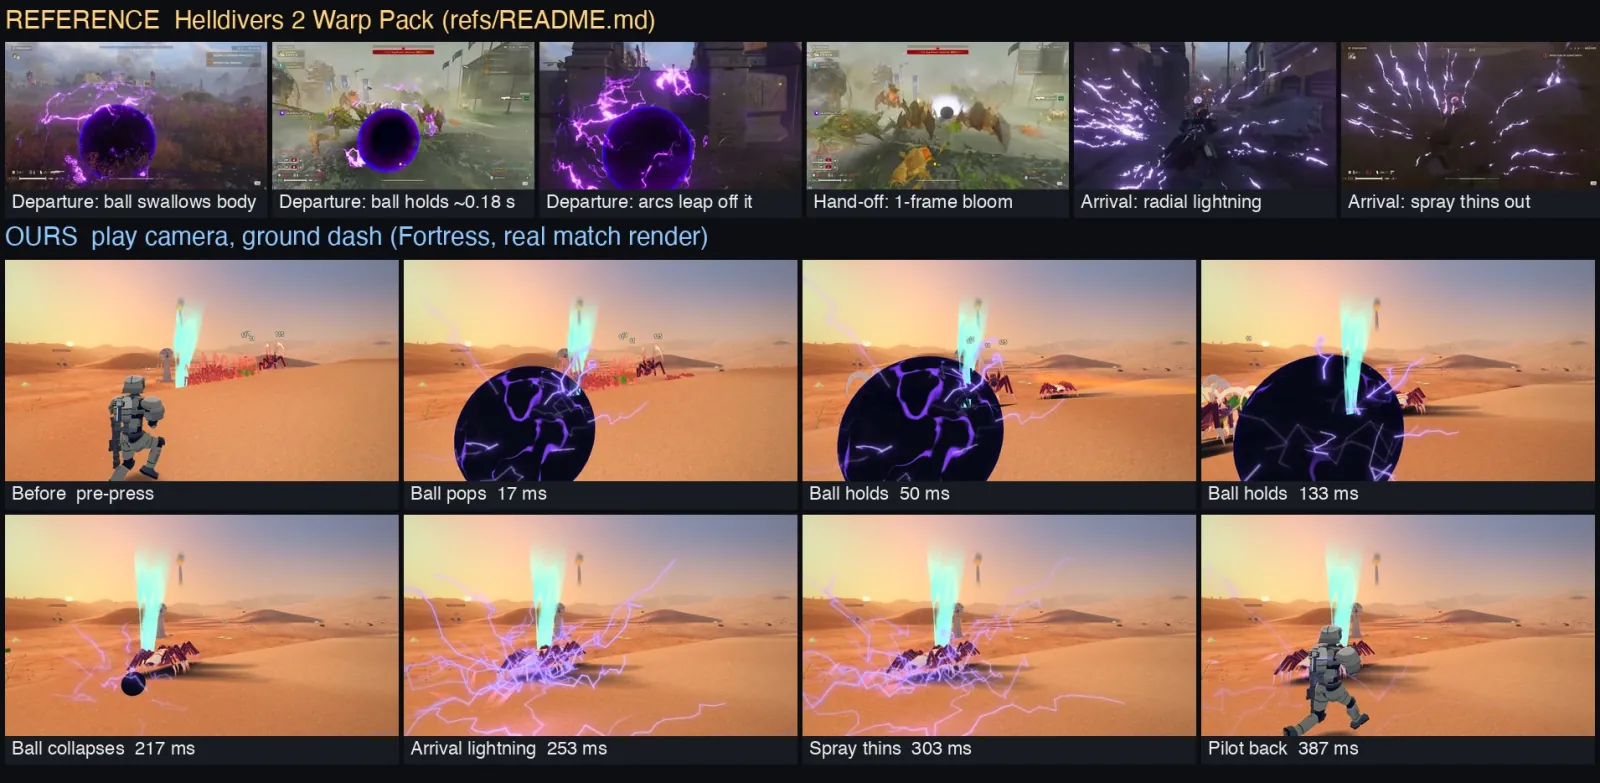 REFERENCE Helldivers 2 Warp Pack (refs/README.md)
Departure: ball swallows body
Departure: ball holds ~0.18 s
Departure: arcs leap off it
Hand-off: 1-frame bloom
Arrival: radial lightning
Arrival: spray thins out
OURS play camera, ground dash (Fortress, real match render)
Before pre-press
Ball pops 17 ms
Ball holds 50 ms
Ball holds 133 ms
Ball collapses 217 ms
Arrival lightning 253 ms
Spray thins 303 ms
Pilot back 387 ms